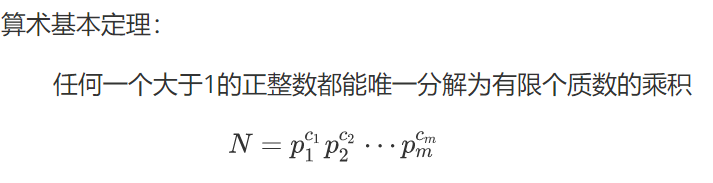 算术基本定理：
任何一个大于1的正整数都能唯一分解为有限个质数的乘积
$N = p_1^{c_1} p_2^{c_2} \cdots p_m^{c_m}$